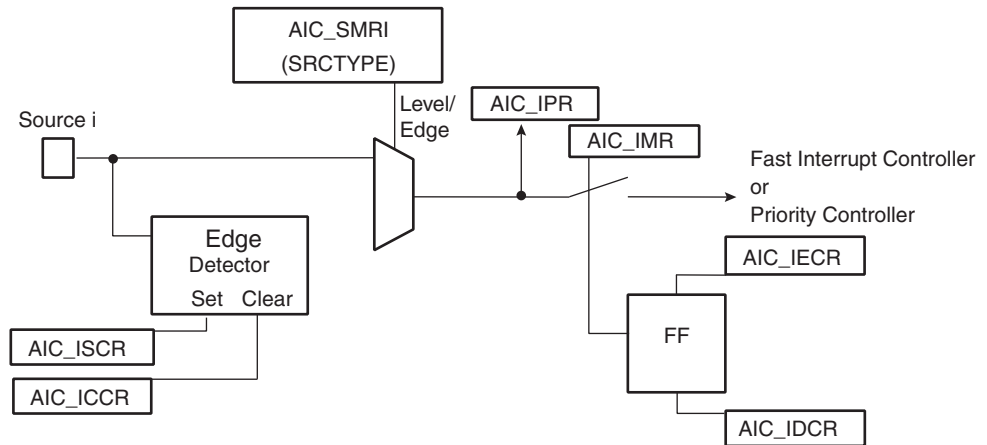 AIC_SMRI
(SRCTYPE)
Source i
Level/
Edge
AIC_IPR
AIC_IMR
Fast Interrupt Controller
or
Priority Controller
Edge
Detector
Set Clear
AIC_IECR
FF
AIC_ISCR
AIC_ICCR
AIC_IDCR